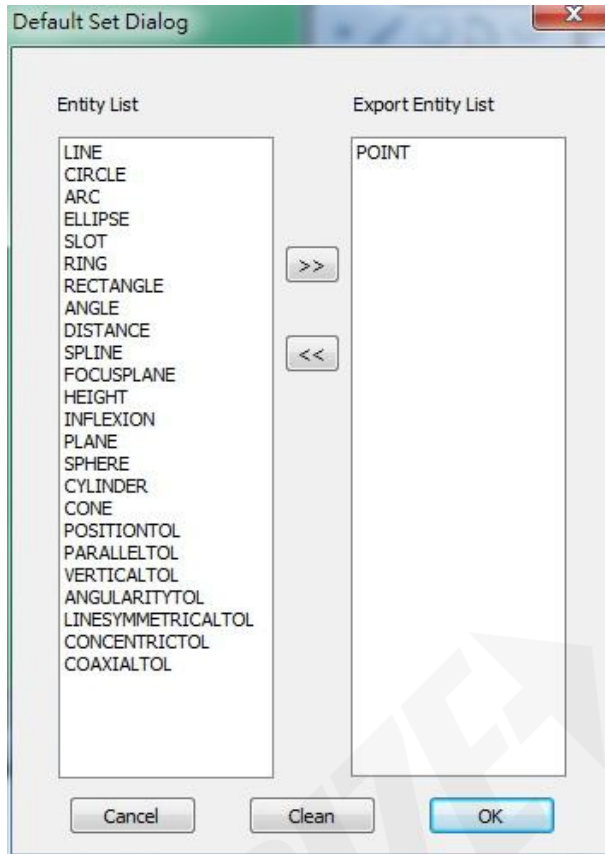 Default Set Dialog
X
Entity List
Export Entity List
LINE
CIRCLE
ARC
ELLIPSE
SLOT
RING
RECTANGLE
ANGLE
DISTANCE
SPLINE
FOCUSPLANE
HEIGHT
INFLEXION
PLANE
SPHERE
CYLINDER
CONE
POSITIONTOL
PARALLELTOL
VERTICALTOL
ANGULARITYTOL
LINESYMMETRICALTOL
CONCENTRICTOL
COAXIALTOL
>>
<<
POINT
Cancel
Clean
OK